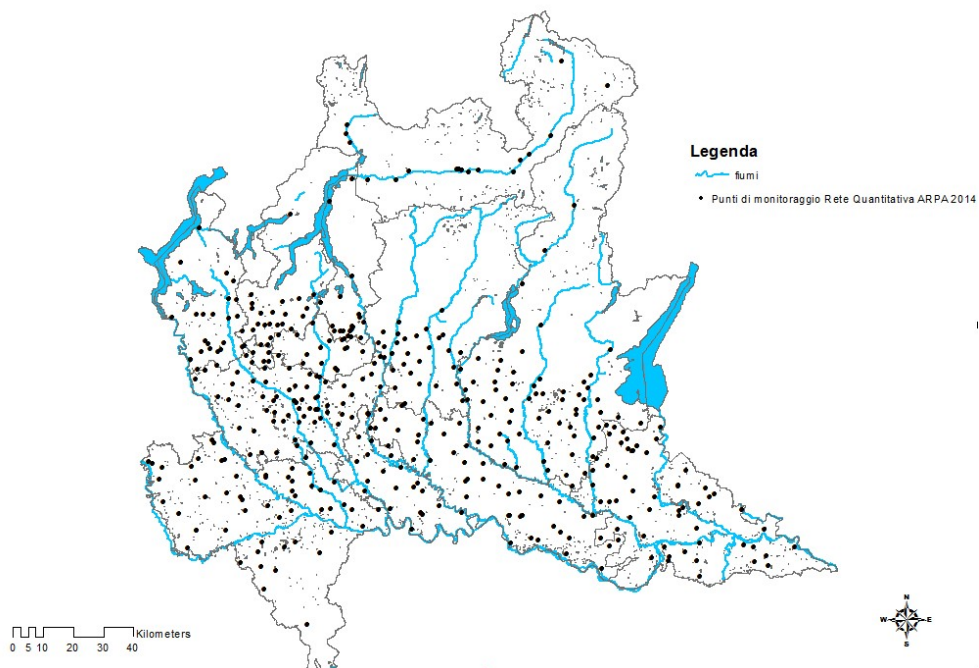 Legenda
fiumi
Punti di monitoraggio Rete Quantitativa ARPA 2014
Kilometers
0 5 10 20 30 40
N
W E
S